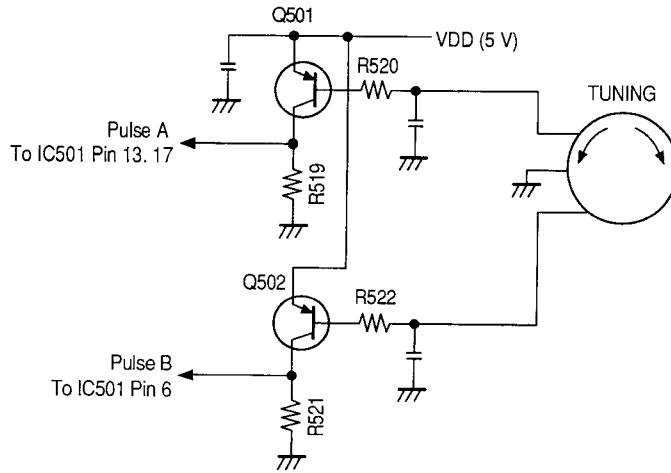 Q501
VDD (5 V)
R520
TUNING
Pulse A
To IC501 Pin 13. 17
R519
Q502
R522
Pulse B
To IC501 Pin 6
R521